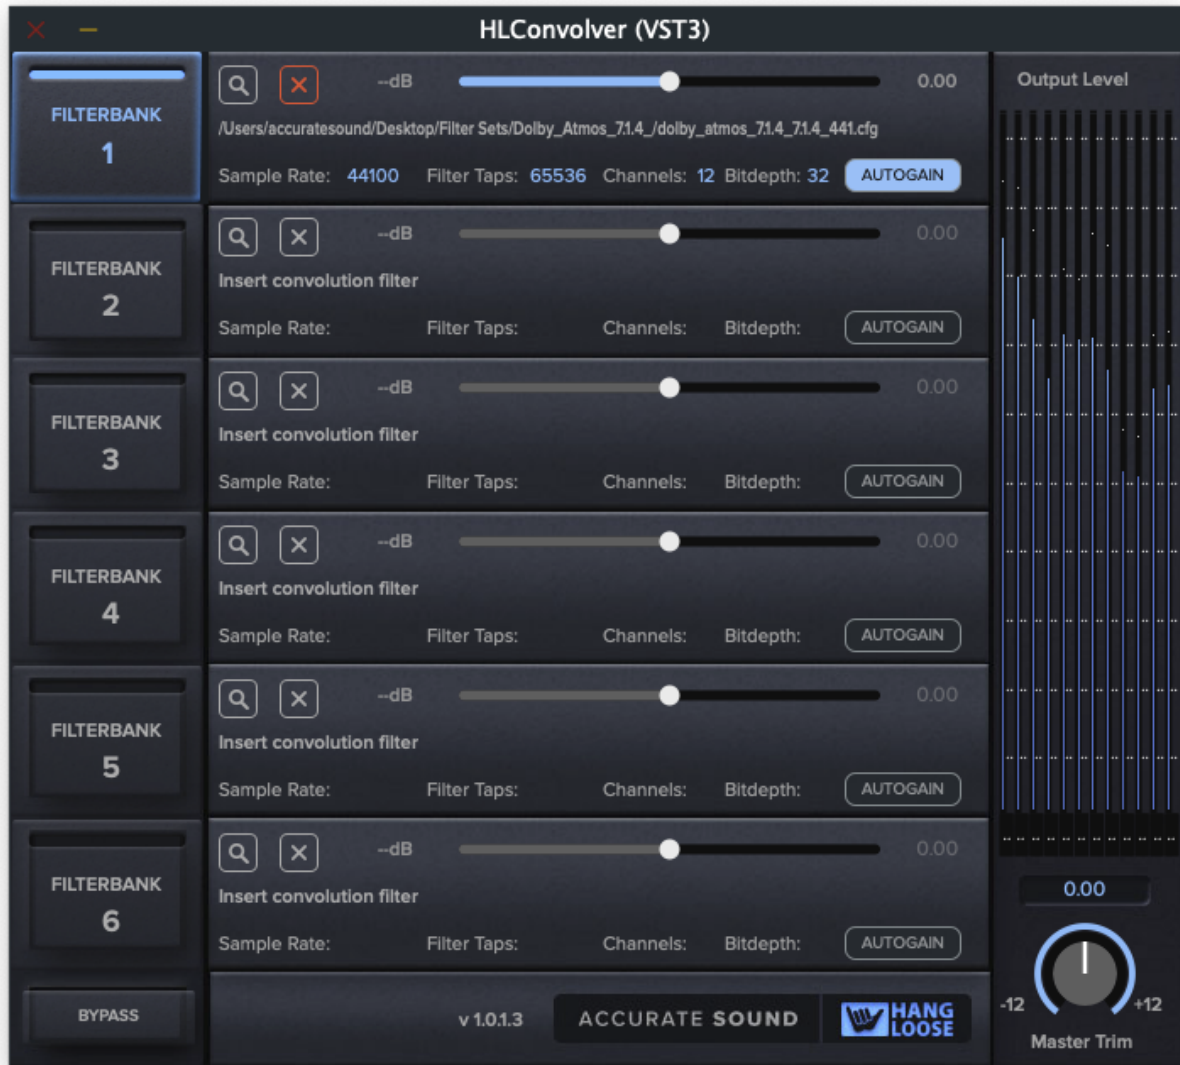 HLConvolver (VST3)
FILTERBANK
1
--dB
0.00
/Users/accuratesound/Desktop/Filter Sets/Dolby_Atmos_7.1.4_/dolby_atmos_7.1.4_7.1.4_441.cfg
Sample Rate: 44100 Filter Taps: 65536 Channels: 12 Bitdepth: 32 AUTOGAIN
FILTERBANK
2
--dB
0.00
Insert convolution filter
Sample Rate: Filter Taps: Channels: Bitdepth: AUTOGAIN
FILTERBANK
3
--dB
0.00
Insert convolution filter
Sample Rate: Filter Taps: Channels: Bitdepth: AUTOGAIN
FILTERBANK
4
--dB
0.00
Insert convolution filter
Sample Rate: Filter Taps: Channels: Bitdepth: AUTOGAIN
FILTERBANK
5
--dB
0.00
Insert convolution filter
Sample Rate: Filter Taps: Channels: Bitdepth: AUTOGAIN
FILTERBANK
6
--dB
0.00
Insert convolution filter
Sample Rate: Filter Taps: Channels: Bitdepth: AUTOGAIN
BYPASS
v 1.0.1.3
ACCURATE SOUND
HANG
LOOSE
Output Level
0.00
-12 +12
Master Trim